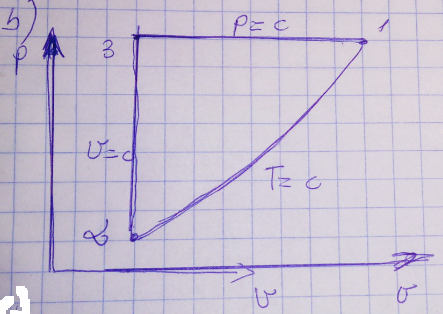 b)
p
3
p = c
1
v = c
T = c
2
v
v